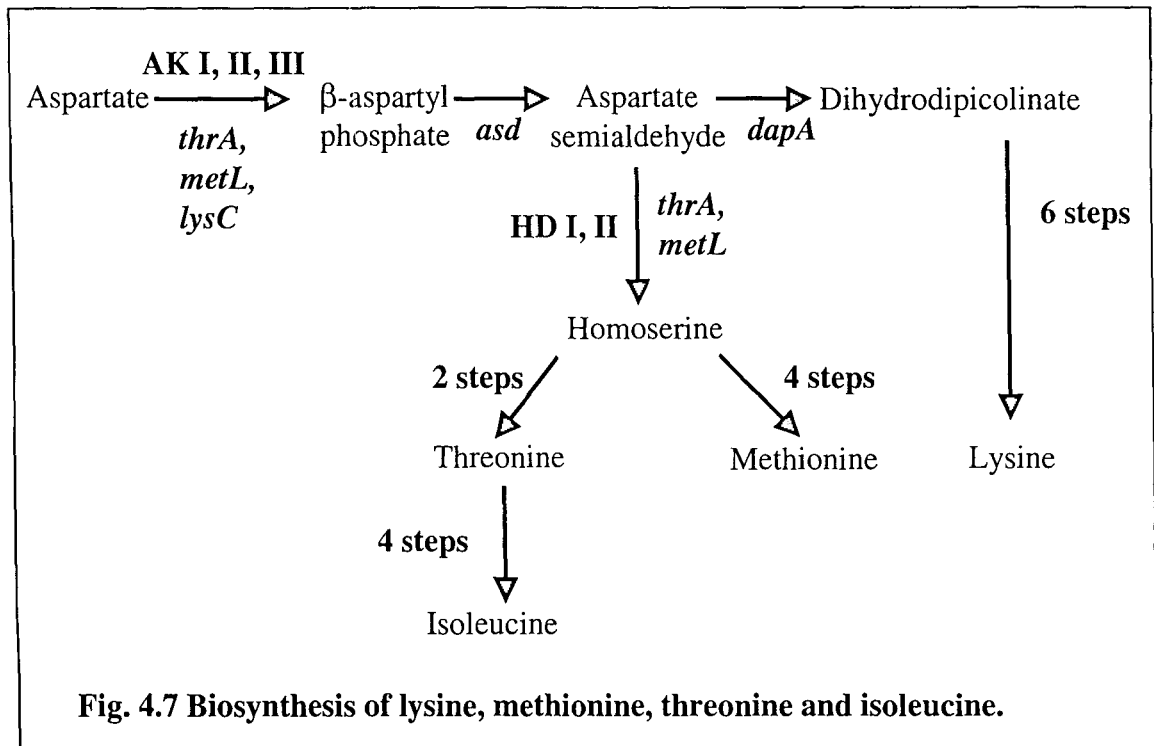 AK I, II, III
Aspartate
β-aspartyl
phosphate
Aspartate
semialdehyde
Dihydrodipicolinate
thrA,
metL,
lysC
asd
dapA
HD I, II
thrA,
metL
6 steps
Homoserine
2 steps
4 steps
Threonine
Methionine
Lysine
4 steps
Isoleucine
Fig. 4.7 Biosynthesis of lysine, methionine, threonine and isoleucine.